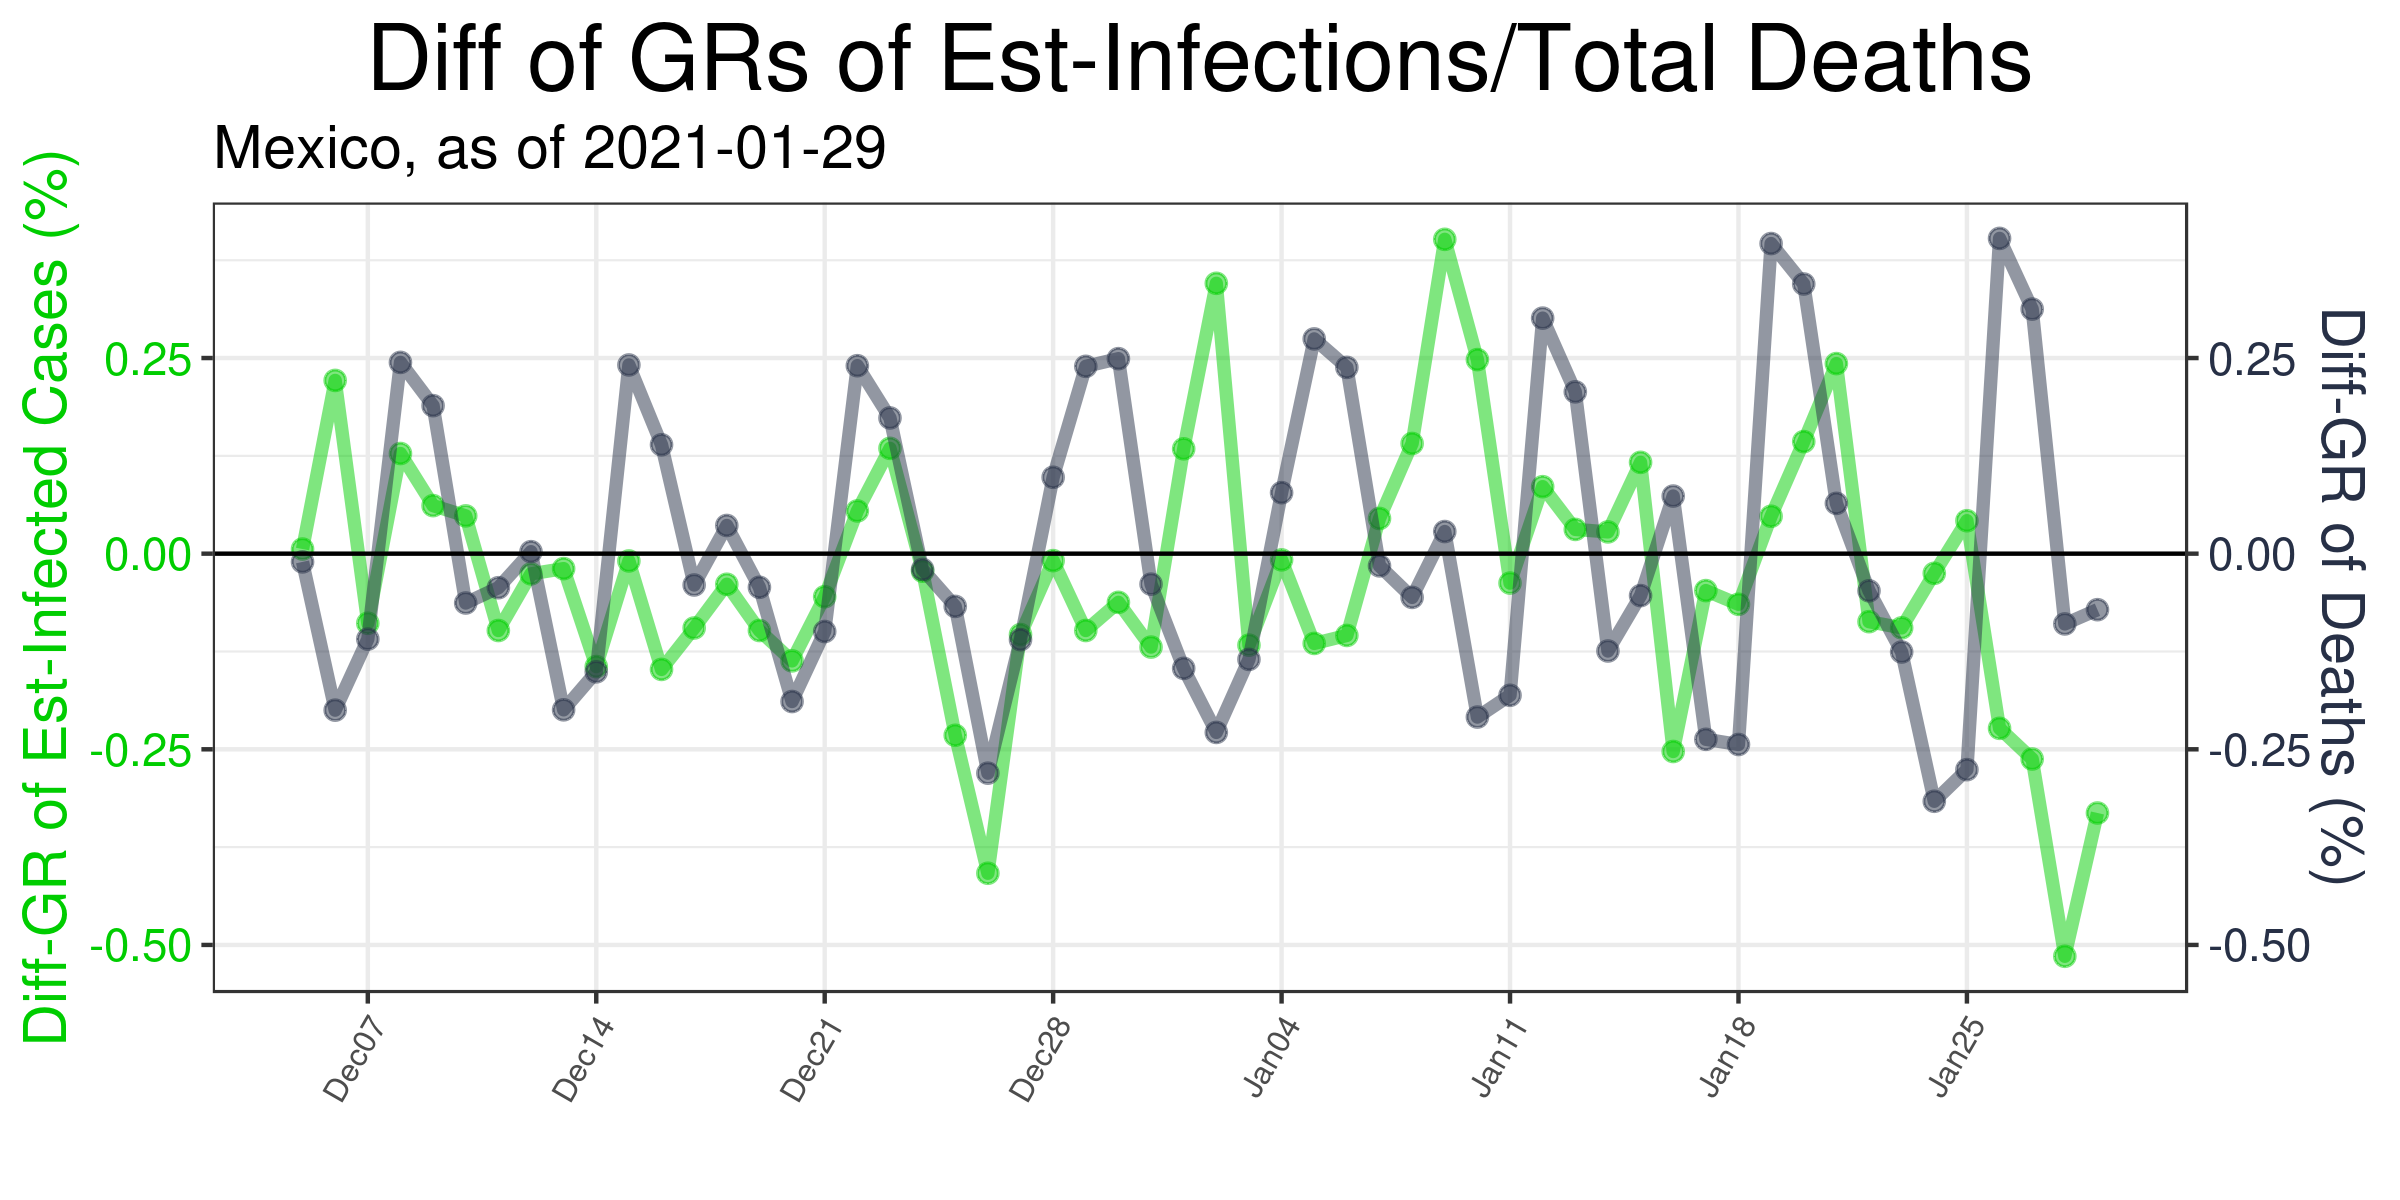 Diff of GRs of Est-Infections/Total Deaths
Mexico, as of 2021-01-29
Diff-GR of Est-Infected Cases (%)
0.25
0.00
-0.25
-0.50
0.25
0.00
-0.25
-0.50
Diff-GR of Deaths (%)
Dec07
Dec14
Dec21
Dec28
Jan04
Jan11
Jan18
Jan25